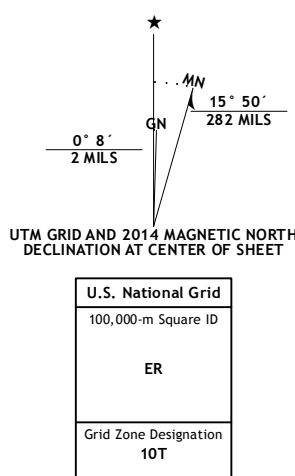 ★
MN
GN
15° 50´
282 MILS
0° 8´
2 MILS
UTM GRID AND 2014 MAGNETIC NORTH
DECLINATION AT CENTER OF SHEET
U.S. National Grid
100,000-m Square ID
ER
Grid Zone Designation
10T